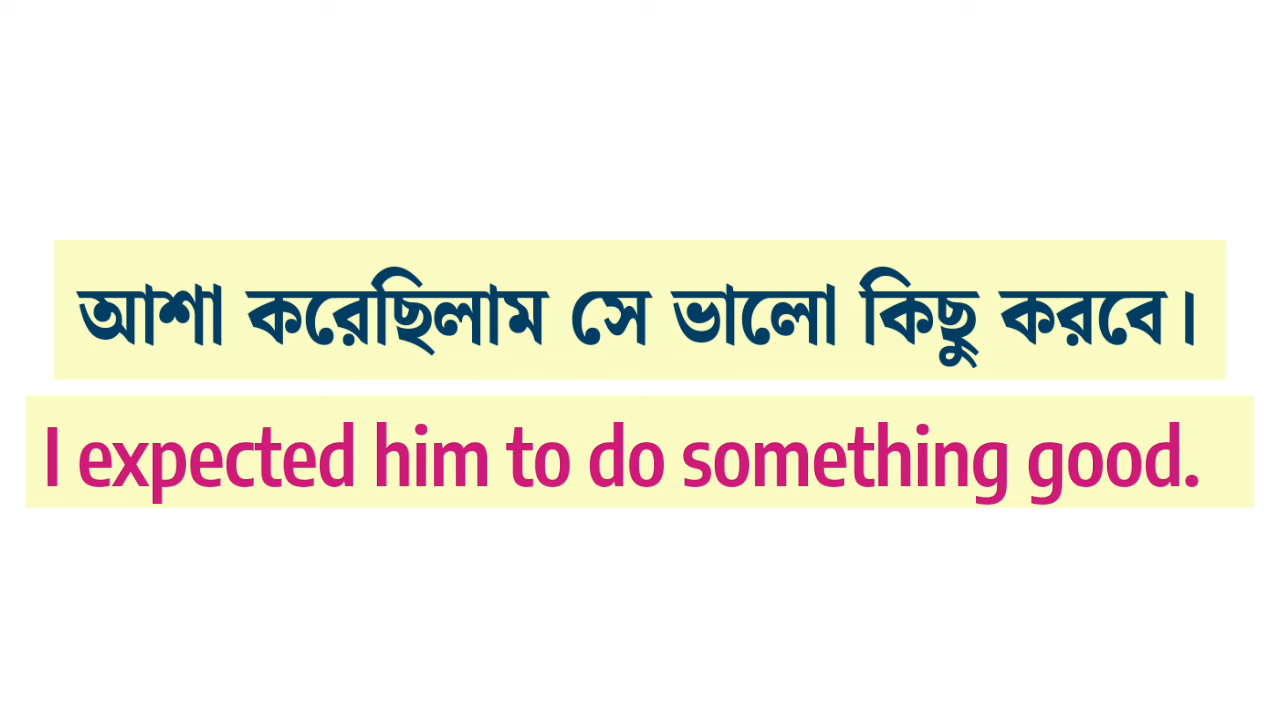 আশা করেছিলাম সে ভালো কিছু করবে।
I expected him to do something good.